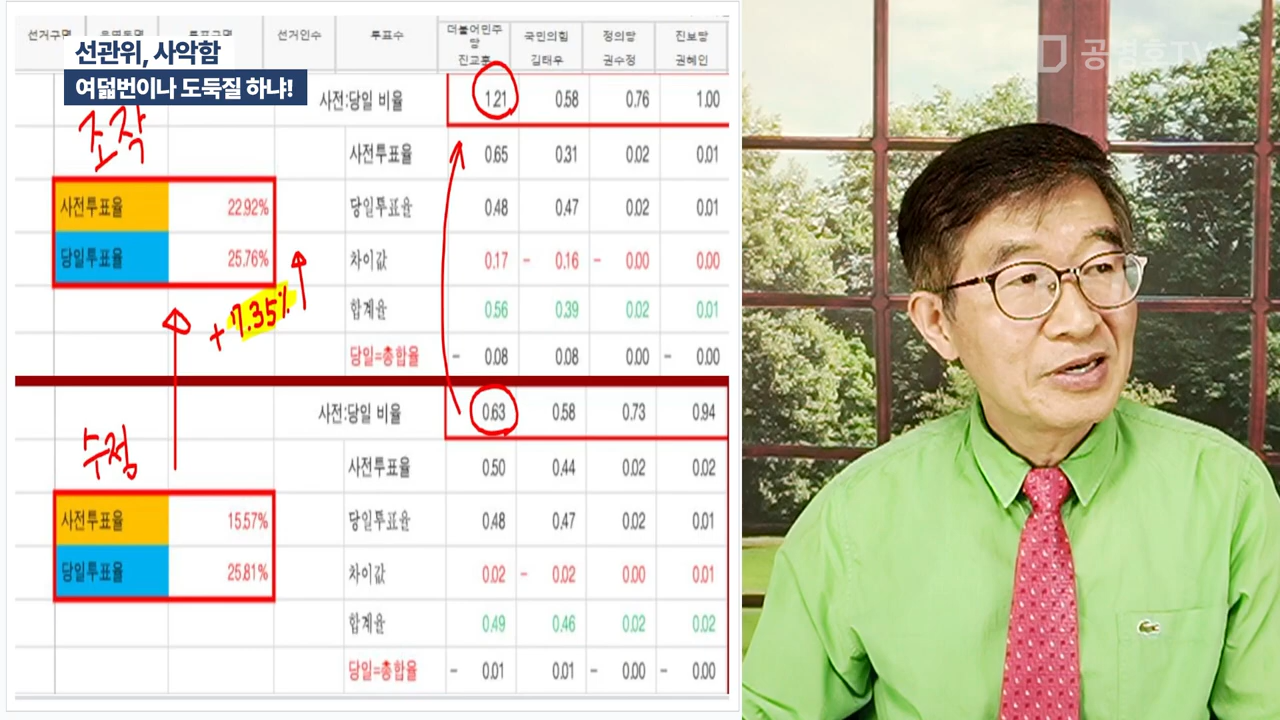 공병호TV
선관위, 사악함
여덟번이나 도둑질 하냐!
선거구명 선거인수 투표수 더불어민주당 진교훈 국민의힘 김태우 정의당 권수정 진보당 권혜인
사전:당일 비율 1.21 0.58 0.76 1.00
조작
사전투표율 0.65 0.31 0.02 0.01
사전투표율 22.92% 당일투표율 0.48 0.47 0.02 0.01
당일투표율 25.76% 차이값 0.17 - 0.16 - 0.00 0.00
+7.35% 합계율 0.56 0.39 0.02 0.01
당일=총합율 - 0.08 0.08 0.00 - 0.00
사전:당일 비율 0.63 0.58 0.73 0.94
수정
사전투표율 0.50 0.44 0.02 0.02
사전투표율 15.57% 당일투표율 0.48 0.47 0.02 0.01
당일투표율 25.81% 차이값 0.02 - 0.02 0.00 0.01
합계율 0.49 0.46 0.02 0.02
당일=총합율 - 0.01 0.01 - 0.00 - 0.00